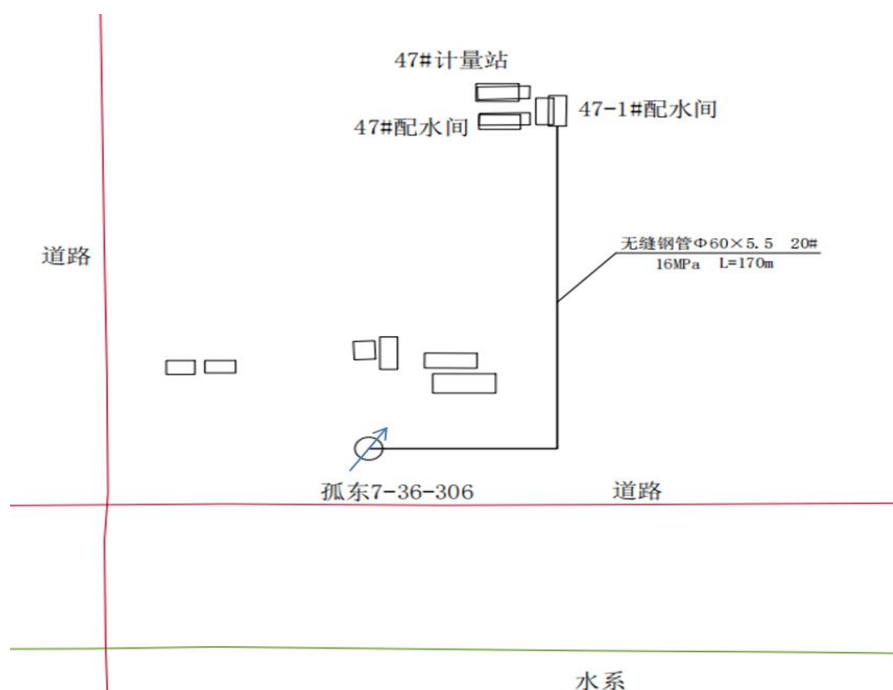 47#计量站
47-1#配水间
47#配水间
道路
无缝钢管Φ60×5.5 20#
16MPa L=170m
孤东7-36-306
道路
水系